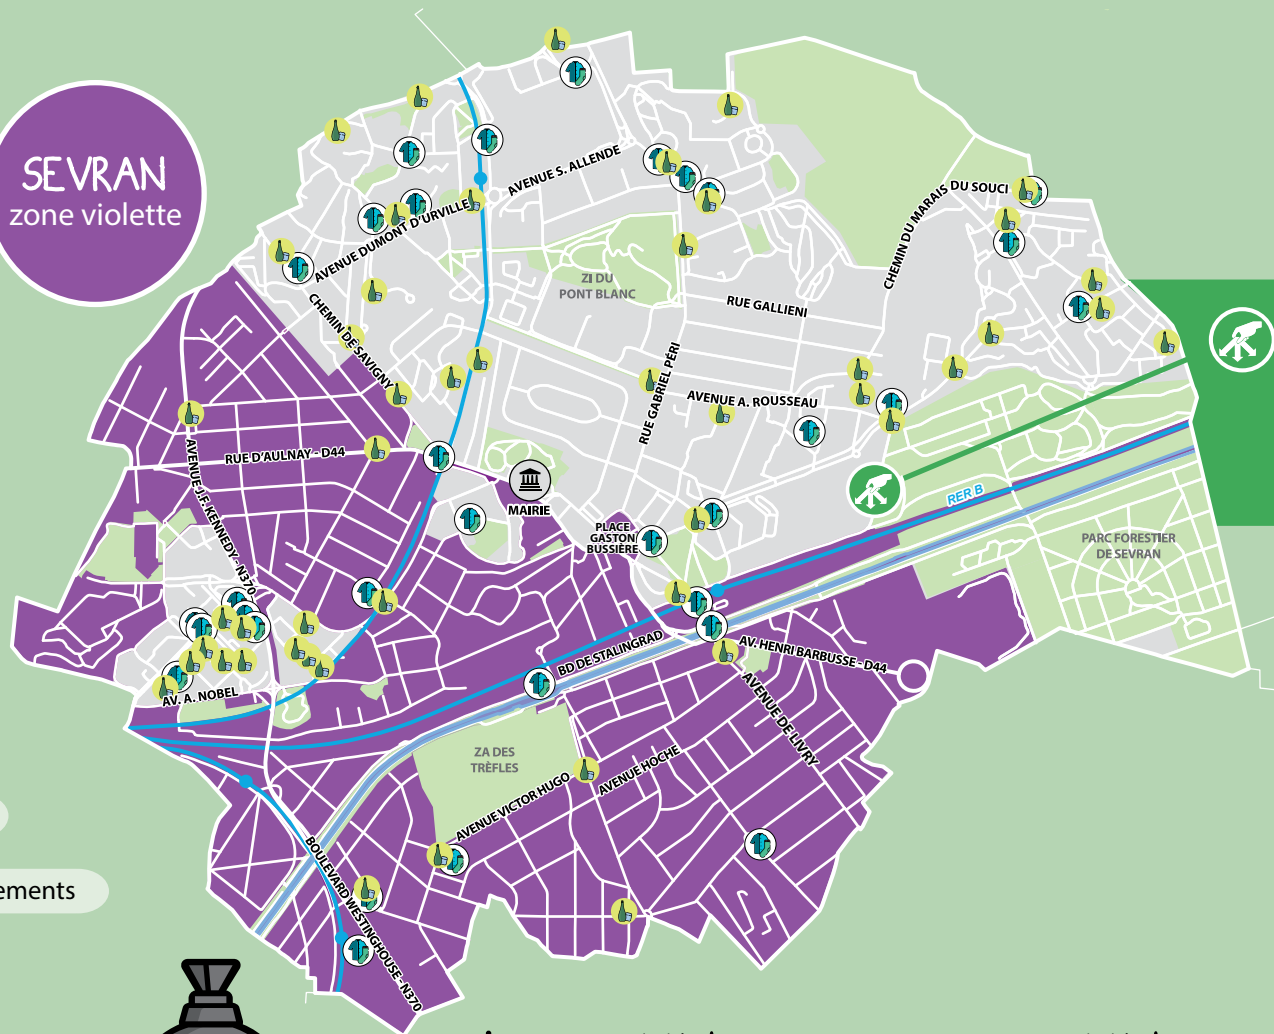 SEVRAN
zone violette
AVENUE S. ALLENDE
AVENUE DUMONT D'URVILLE
CHEMIN DU MARAIS DU SOUCI
ZI DU
PONT BLANC
RUE GALLIENI
CHEMIN DE SAVIGNY
RUE GABRIEL PÉRI
AVENUE A. ROUSSEAU
RUE D'AULNAY - D44
AVENUE J.F. KENNEDY - N370
MAIRIE
PLACE
GASTON
BUSSIÈRE
RER B
PARC FORESTIER
DE SEVRAN
BD DE STALINGRAD
AV. HENRI BARBUSSE - D44
AV. A. NOBEL
AVENUE DE LIVRY
ZA DES
TRÈFLES
AVENUE HOCHE
AVENUE VICTOR HUGO
BOULEVARD WESTINGHOUSE - N370
ements